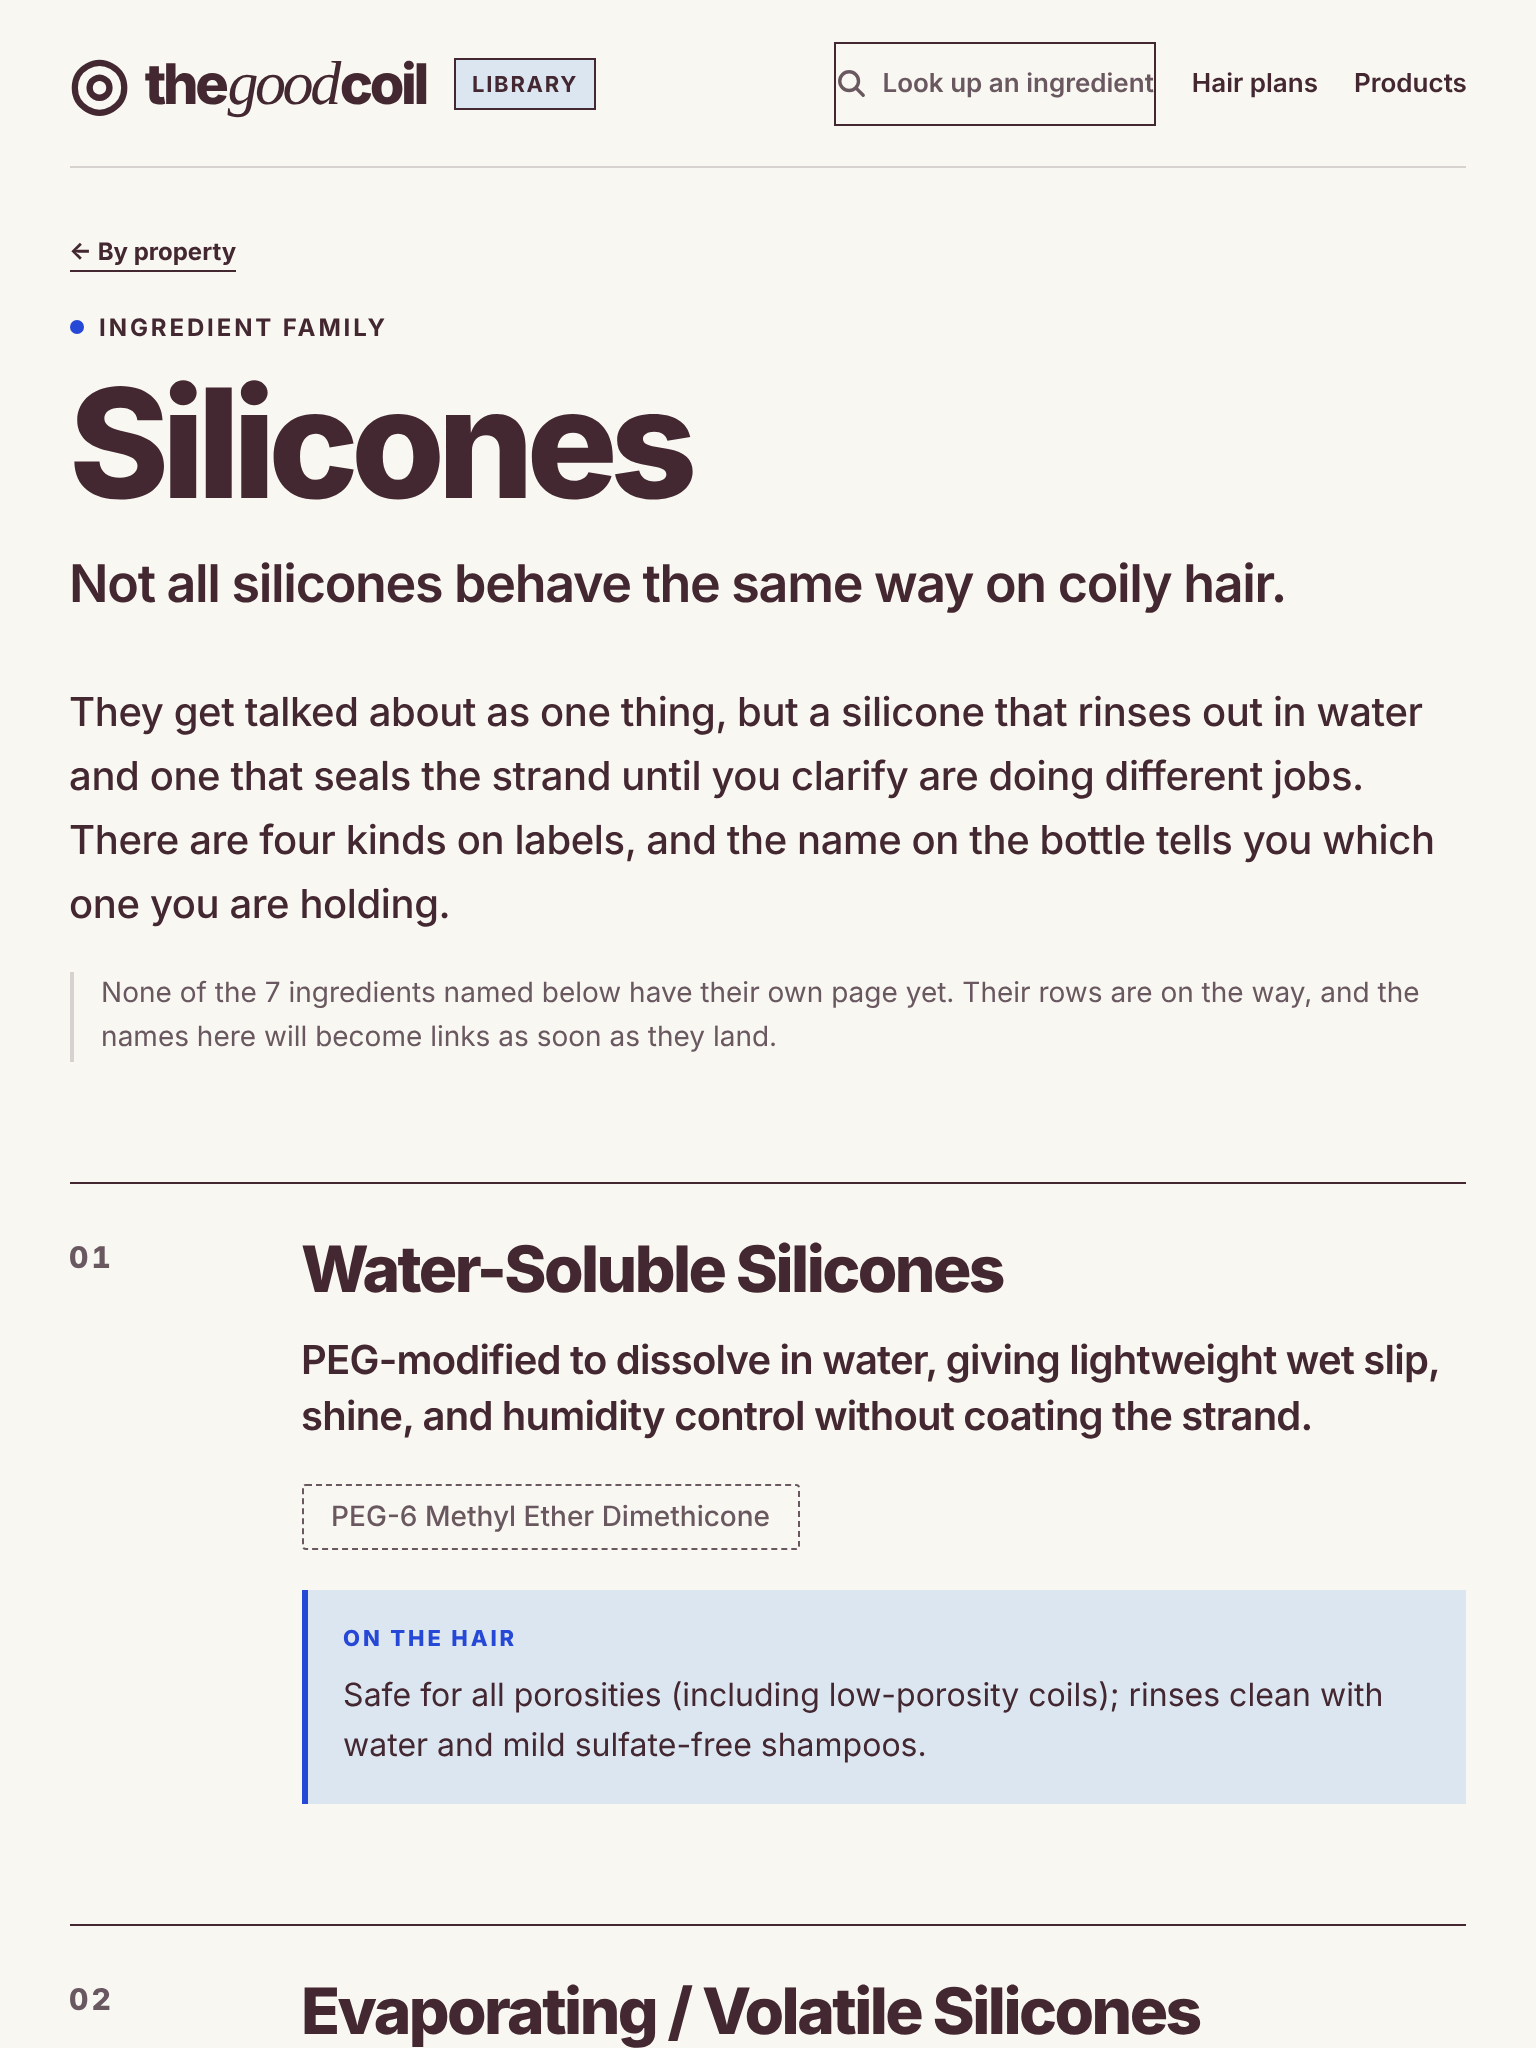 thegoodcoil
LIBRARY
Look up an ingredient
Hair plans
Products
← By property
INGREDIENT FAMILY
Silicones
Not all silicones behave the same way on coily hair.
They get talked about as one thing, but a silicone that rinses out in water
and one that seals the strand until you clarify are doing different jobs.
There are four kinds on labels, and the name on the bottle tells you which
one you are holding.
None of the 7 ingredients named below have their own page yet. Their rows are on the way, and the
names here will become links as soon as they land.
01
Water-Soluble Silicones
PEG-modified to dissolve in water, giving lightweight wet slip,
shine, and humidity control without coating the strand.
PEG-6 Methyl Ether Dimethicone
ON THE HAIR
Safe for all porosities (including low-porosity coils); rinses clean with
water and mild sulfate-free shampoos.
02
Evaporating / Volatile Silicones